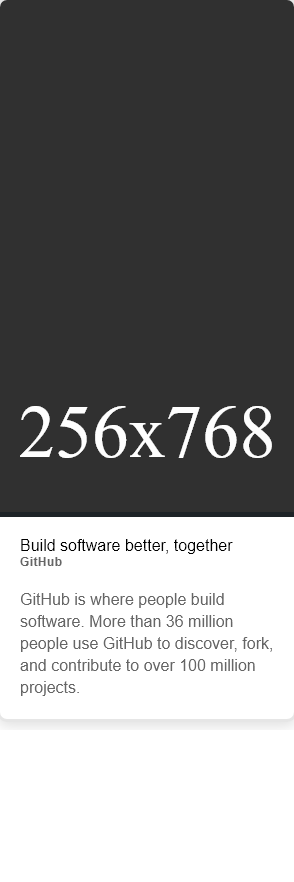 256x768
Build software better, together
GitHub
GitHub is where people build
software. More than 36 million
people use GitHub to discover, fork,
and contribute to over 100 million
projects.